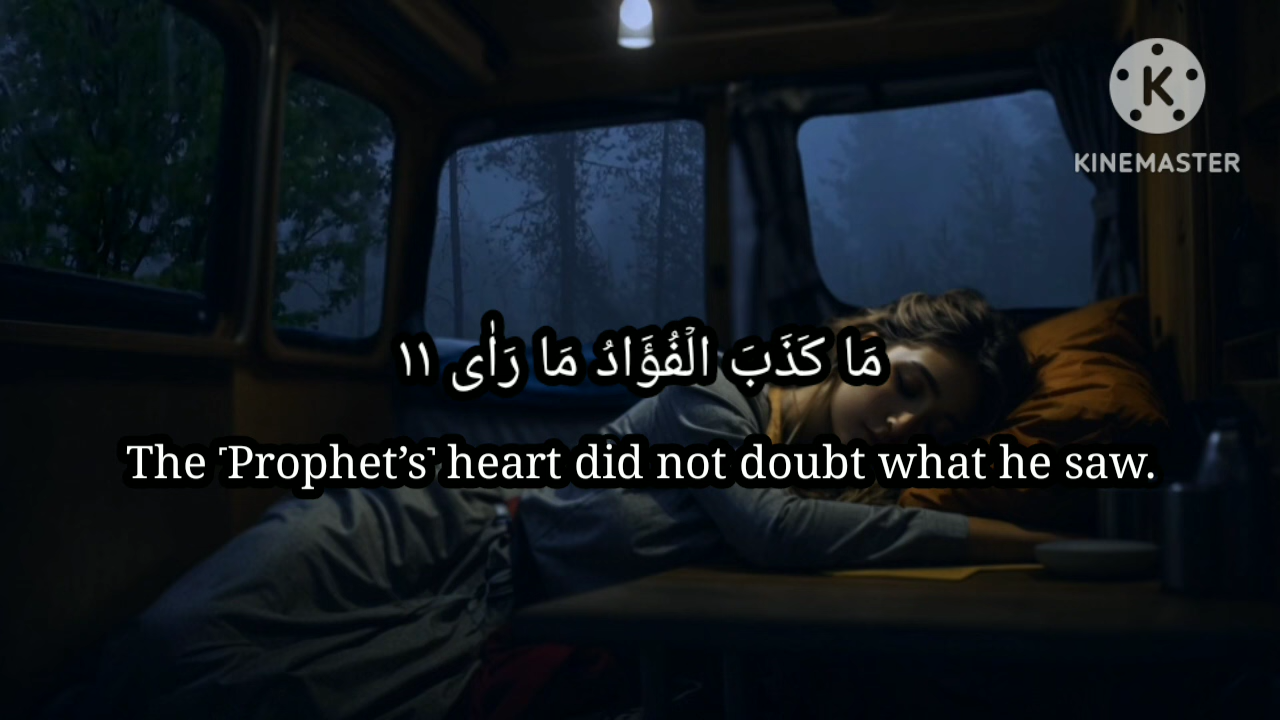 K
KINEMASTER
مَا كَذَبَ الْفُؤَادُ مَا رَاٰى ١١
The ˹Prophet’s˺ heart did not doubt what he saw.